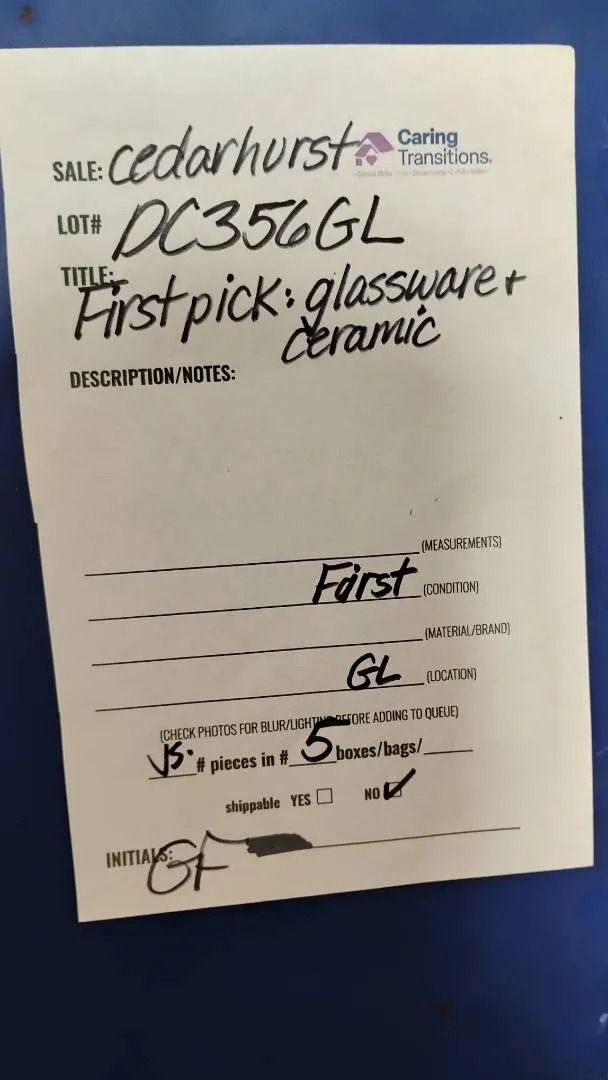 SALE: cedarhurst Caring Transitions.
LOT# DC356GL
TITLE: First pick: glassware +
ceramic
DESCRIPTION/NOTES:
(MEASUREMENTS)
First (CONDITION)
(MATERIAL/BRAND)
GL (LOCATION)
(CHECK PHOTOS FOR BLUR/LIGHTING BEFORE ADDING TO QUEUE)
VS. # pieces in # 5 boxes/bags/
shippable YES NO
INITIALS: GF